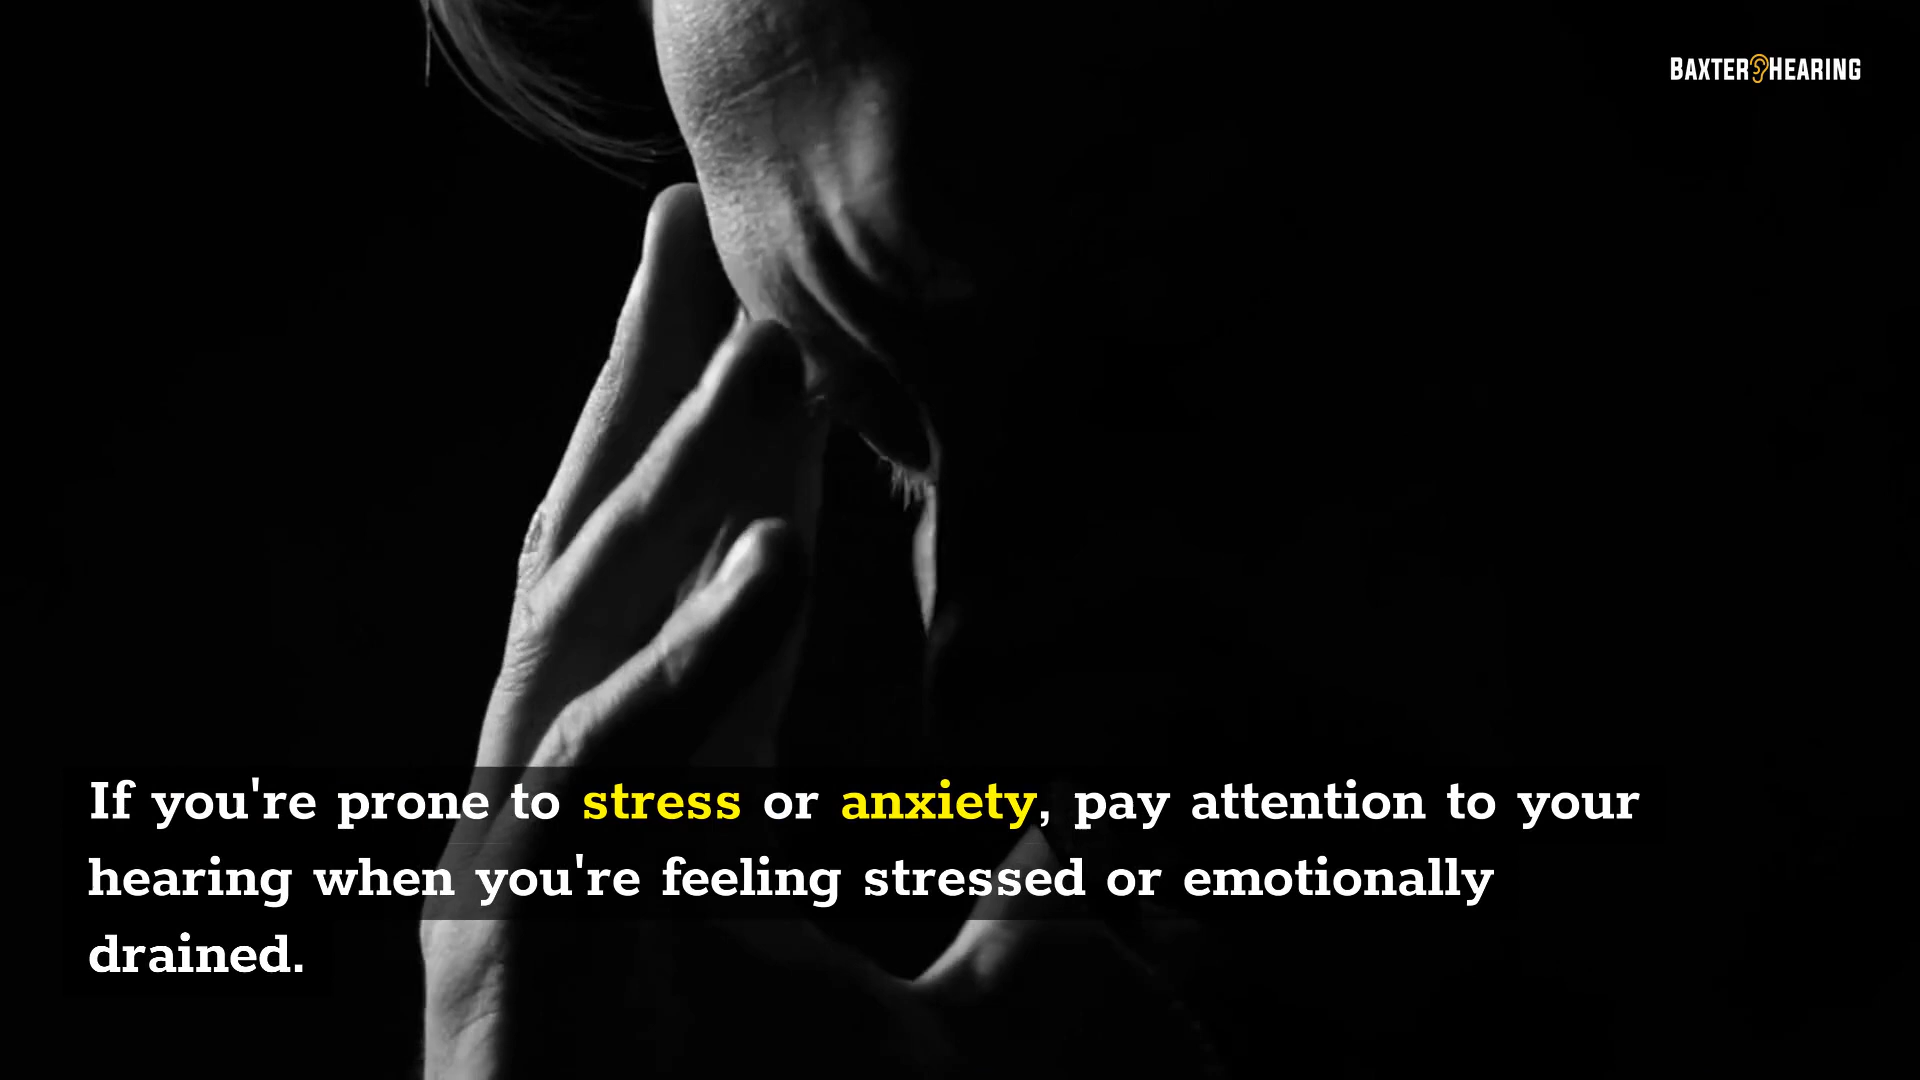 BAXTER HEARING
If you're prone to stress or anxiety, pay attention to your
hearing when you're feeling stressed or emotionally
drained.